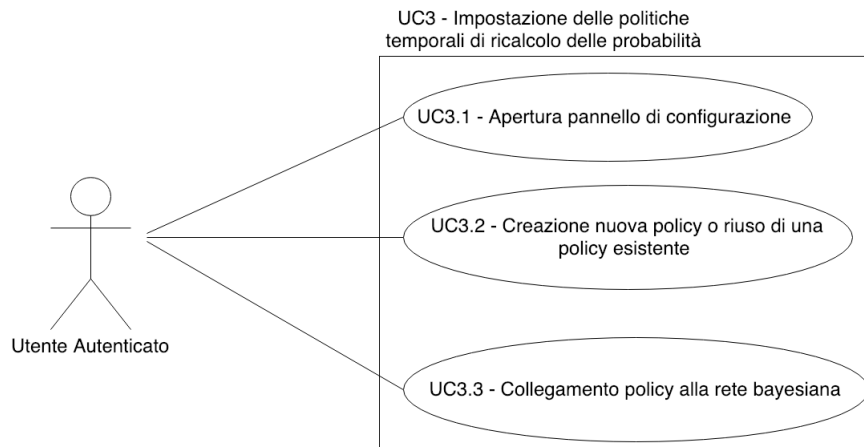 UC3 - Impostazione delle politiche
temporali di ricalcolo delle probabilità
UC3.1 - Apertura pannello di configurazione
UC3.2 - Creazione nuova policy o riuso di una
policy esistente
Utente Autenticato
UC3.3 - Collegamento policy alla rete bayesiana